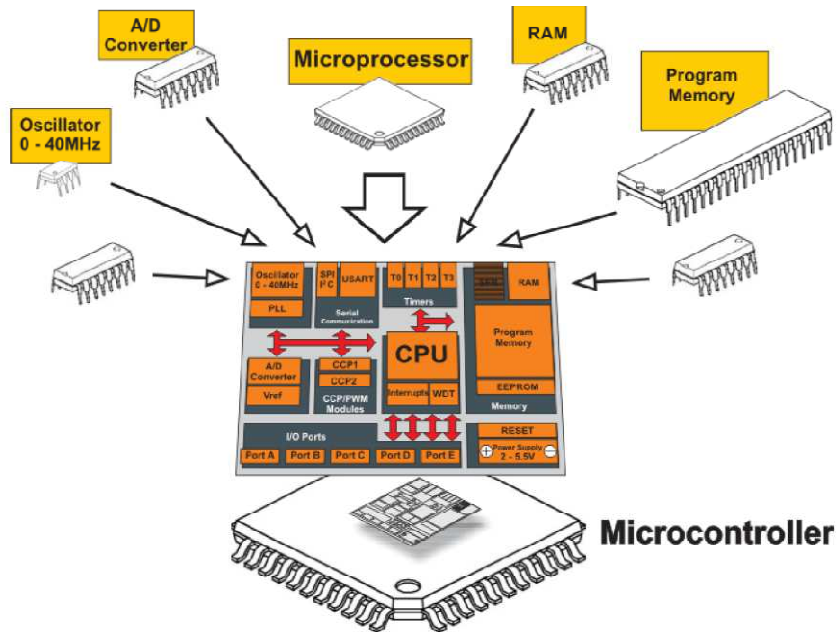 A/D
Converter
Microprocessor
RAM
Program
Memory
Oscillator
0 - 40MHz
Oscillator
0 - 40MHz
PLL
SPI
I²C
USART
Serial
Communication
T0 T1 T2 T3
Timers
RAM
Program
Memory
EEPROM
Memory
A/D
Converter
Vref
CCP1
CCP2
CCP/PWM
Modules
CPU
Interrupts
WDT
I/O Ports
Port A
Port B
Port C
Port D
Port E
RESET
Power Supply
2 - 5.5V
Microcontroller